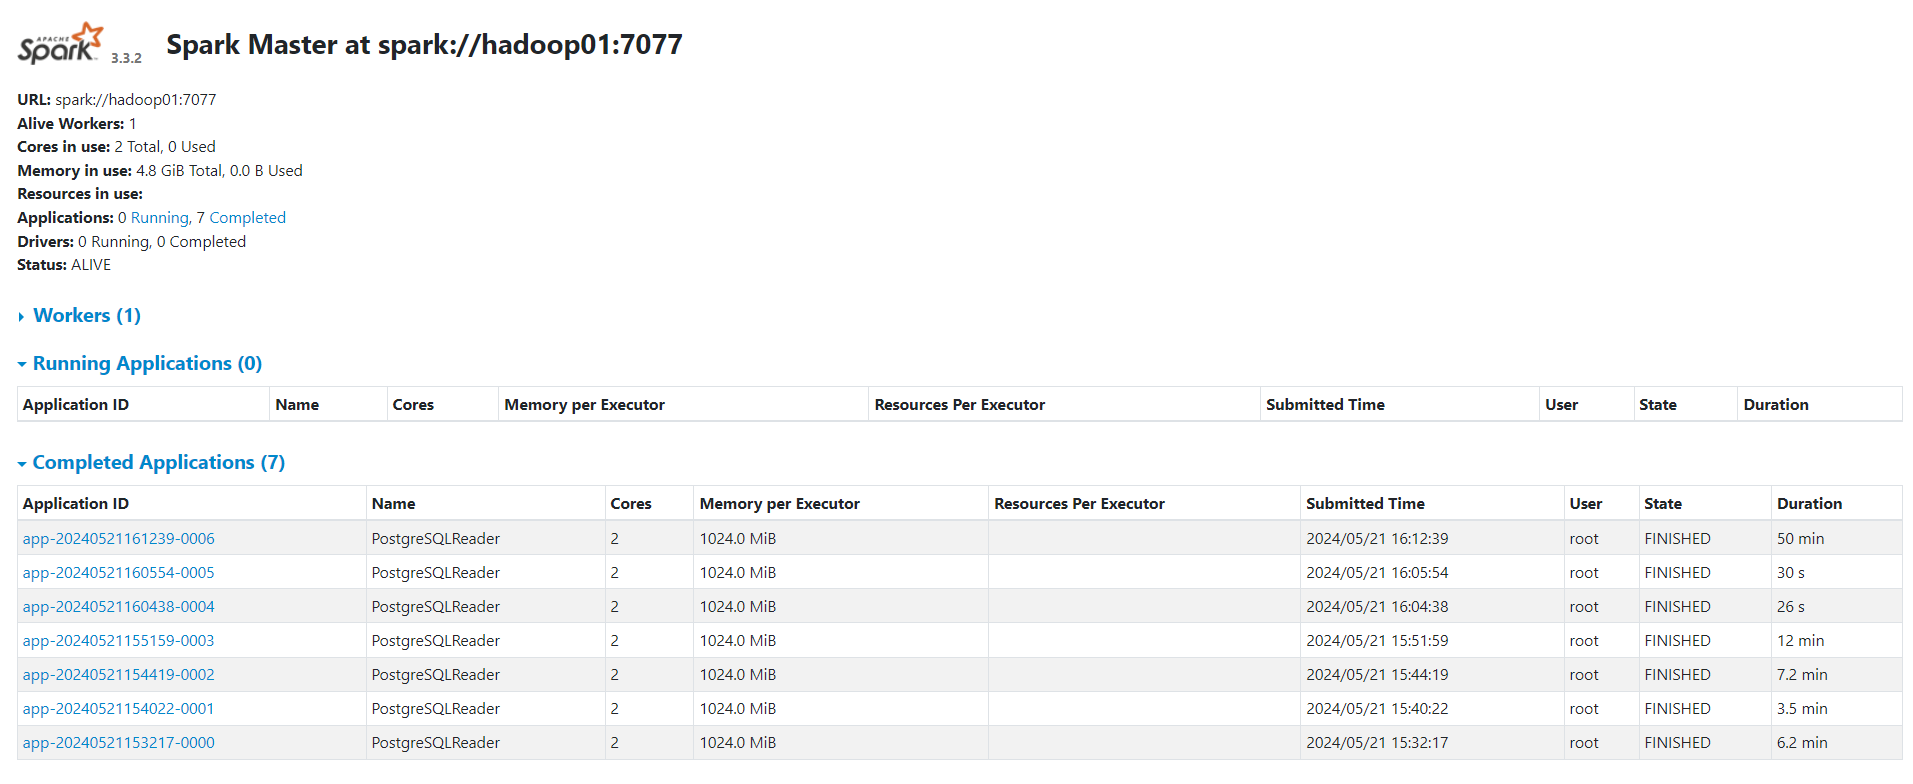 APACHE Spark 3.3.2 Spark Master at spark://hadoop01:7077
URL: spark://hadoop01:7077
Alive Workers: 1
Cores in use: 2 Total, 0 Used
Memory in use: 4.8 GiB Total, 0.0 B Used
Resources in use:
Applications: 0 Running, 7 Completed
Drivers: 0 Running, 0 Completed
Status: ALIVE
Workers (1)
Running Applications (0)
Application ID Name Cores Memory per Executor Resources Per Executor Submitted Time User State Duration
Completed Applications (7)
Application ID Name Cores Memory per Executor Resources Per Executor Submitted Time User State Duration
app-20240521161239-0006 PostgreSQLReader 2 1024.0 MiB 2024/05/21 16:12:39 root FINISHED 50 min
app-20240521160554-0005 PostgreSQLReader 2 1024.0 MiB 2024/05/21 16:05:54 root FINISHED 30 s
app-20240521160438-0004 PostgreSQLReader 2 1024.0 MiB 2024/05/21 16:04:38 root FINISHED 26 s
app-20240521155159-0003 PostgreSQLReader 2 1024.0 MiB 2024/05/21 15:51:59 root FINISHED 12 min
app-20240521154419-0002 PostgreSQLReader 2 1024.0 MiB 2024/05/21 15:44:19 root FINISHED 7.2 min
app-20240521154022-0001 PostgreSQLReader 2 1024.0 MiB 2024/05/21 15:40:22 root FINISHED 3.5 min
app-20240521153217-0000 PostgreSQLReader 2 1024.0 MiB 2024/05/21 15:32:17 root FINISHED 6.2 min